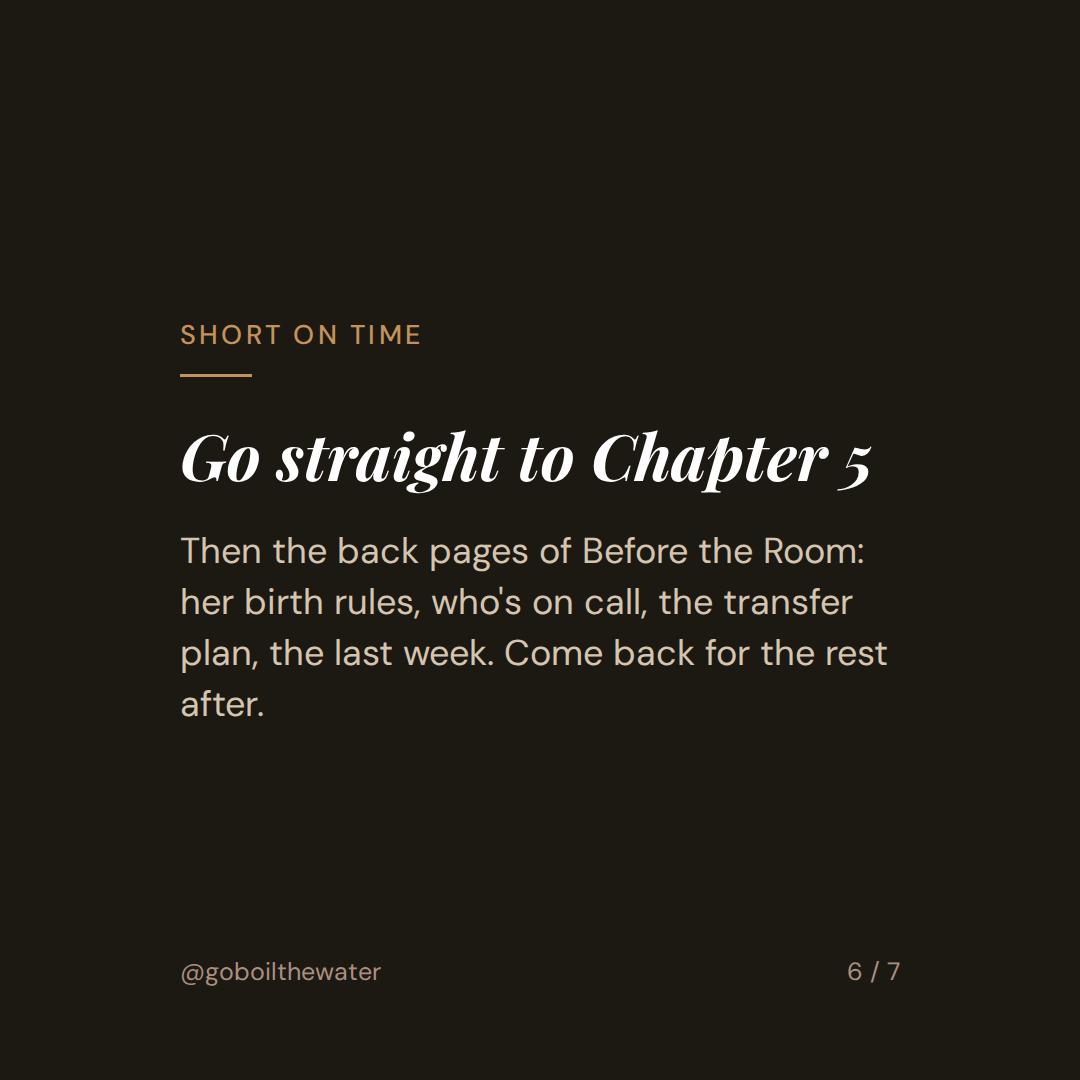 SHORT ON TIME
Go straight to Chapter 5
Then the back pages of Before the Room:
her birth rules, who's on call, the transfer
plan, the last week. Come back for the rest
after.
@goboilthewater
6 / 7